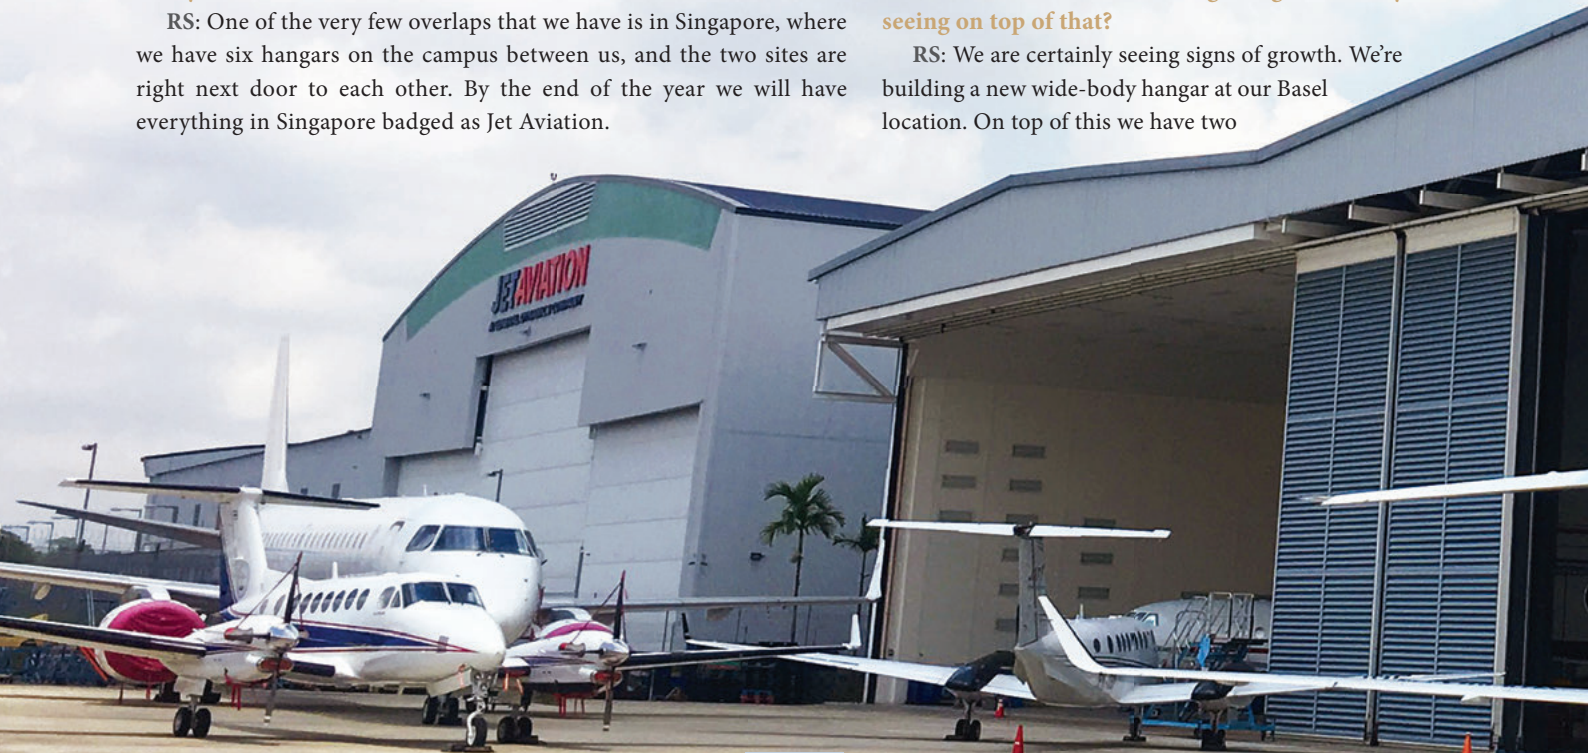 RS: One of the very few overlaps that we have is in Singapore, where
we have six hangars on the campus between us, and the two sites are
right next door to each other. By the end of the year we will have
everything in Singapore badged as Jet Aviation.
seeing on top of that?
RS: We are certainly seeing signs of growth. We’re
building a new wide-body hangar at our Basel
location. On top of this we have two
JET AVIATION